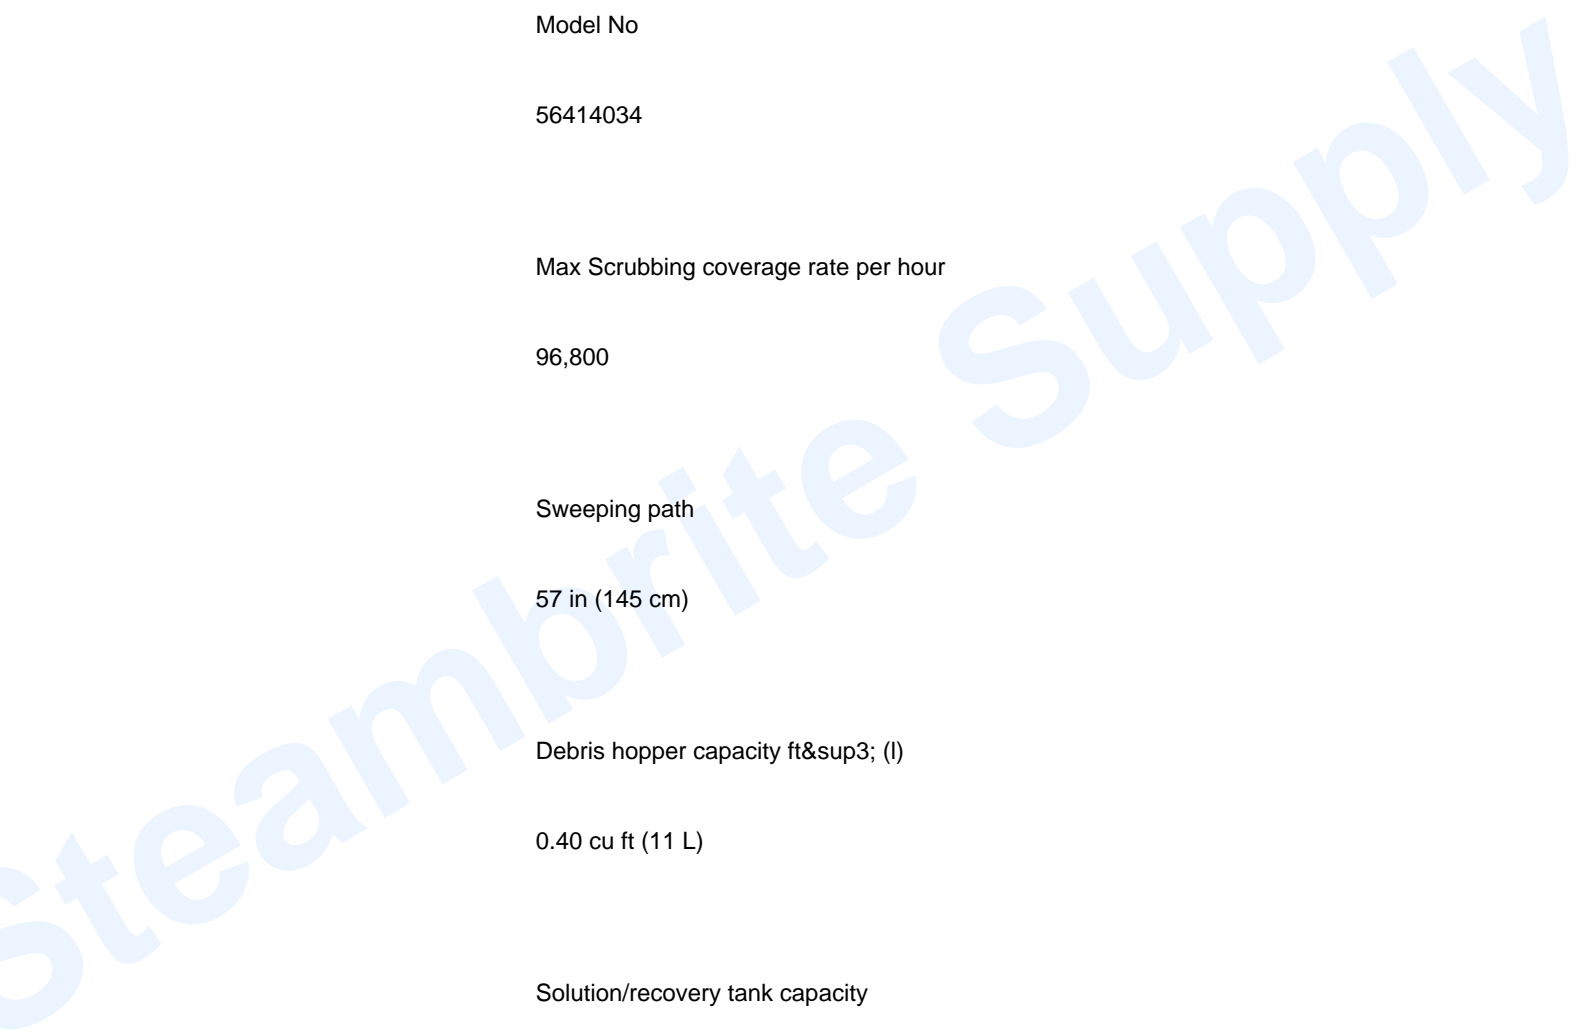 Model No
56414034
Max Scrubbing coverage rate per hour
96,800
Sweeping path
57 in (145 cm)
Debris hopper capacity ft&sup3; (l)
0.40 cu ft (11 L)
Solution/recovery tank capacity
Steambrite Supply